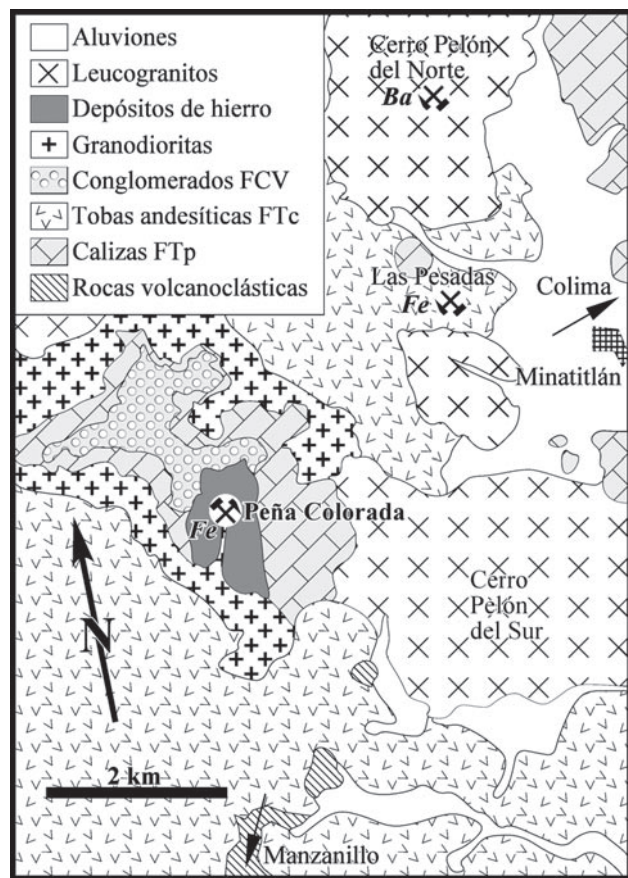 Aluviones
Leucogranitos
Depósitos de hierro
Granodioritas
Conglomerados FCV
Tobas andesíticas FTc
Calizas FTp
Rocas volcanoclásticas
Cerro Pelón
del Norte
Ba
Las Pesadas
Fe
Colima
Minatitlán
Peña Colorada
Fe
Cerro
Pelòn
del Sur
N
2 km
Manzanillo